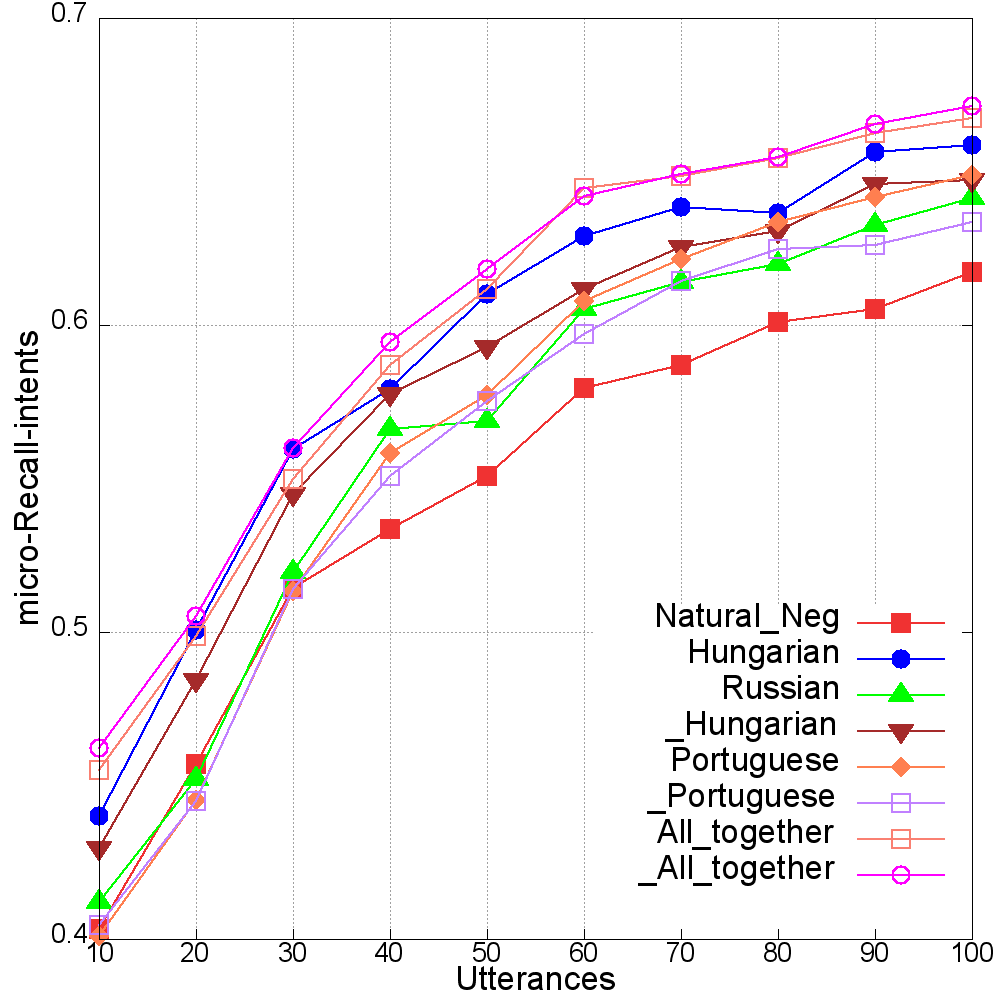 0.7
0.6
0.5
0.4
micro-Recall-intents
Natural_Neg
Hungarian
Russian
_Hungarian
Portuguese
_Portuguese
All_together
_All_together
10 20 30 40 50 60 70 80 90 100
Utterances